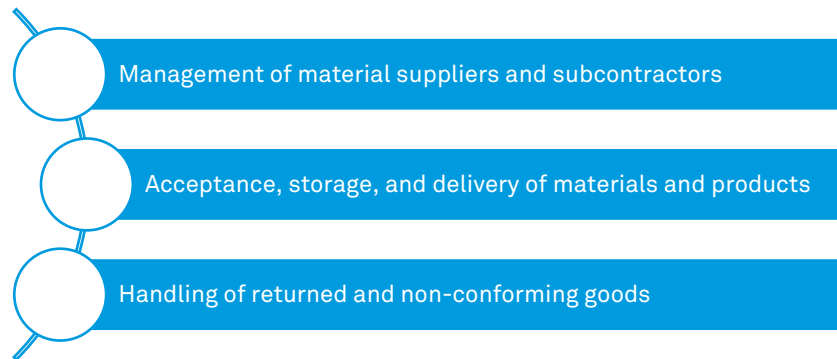 Management of material suppliers and subcontractors
Acceptance, storage, and delivery of materials and products
Handling of returned and non-conforming goods